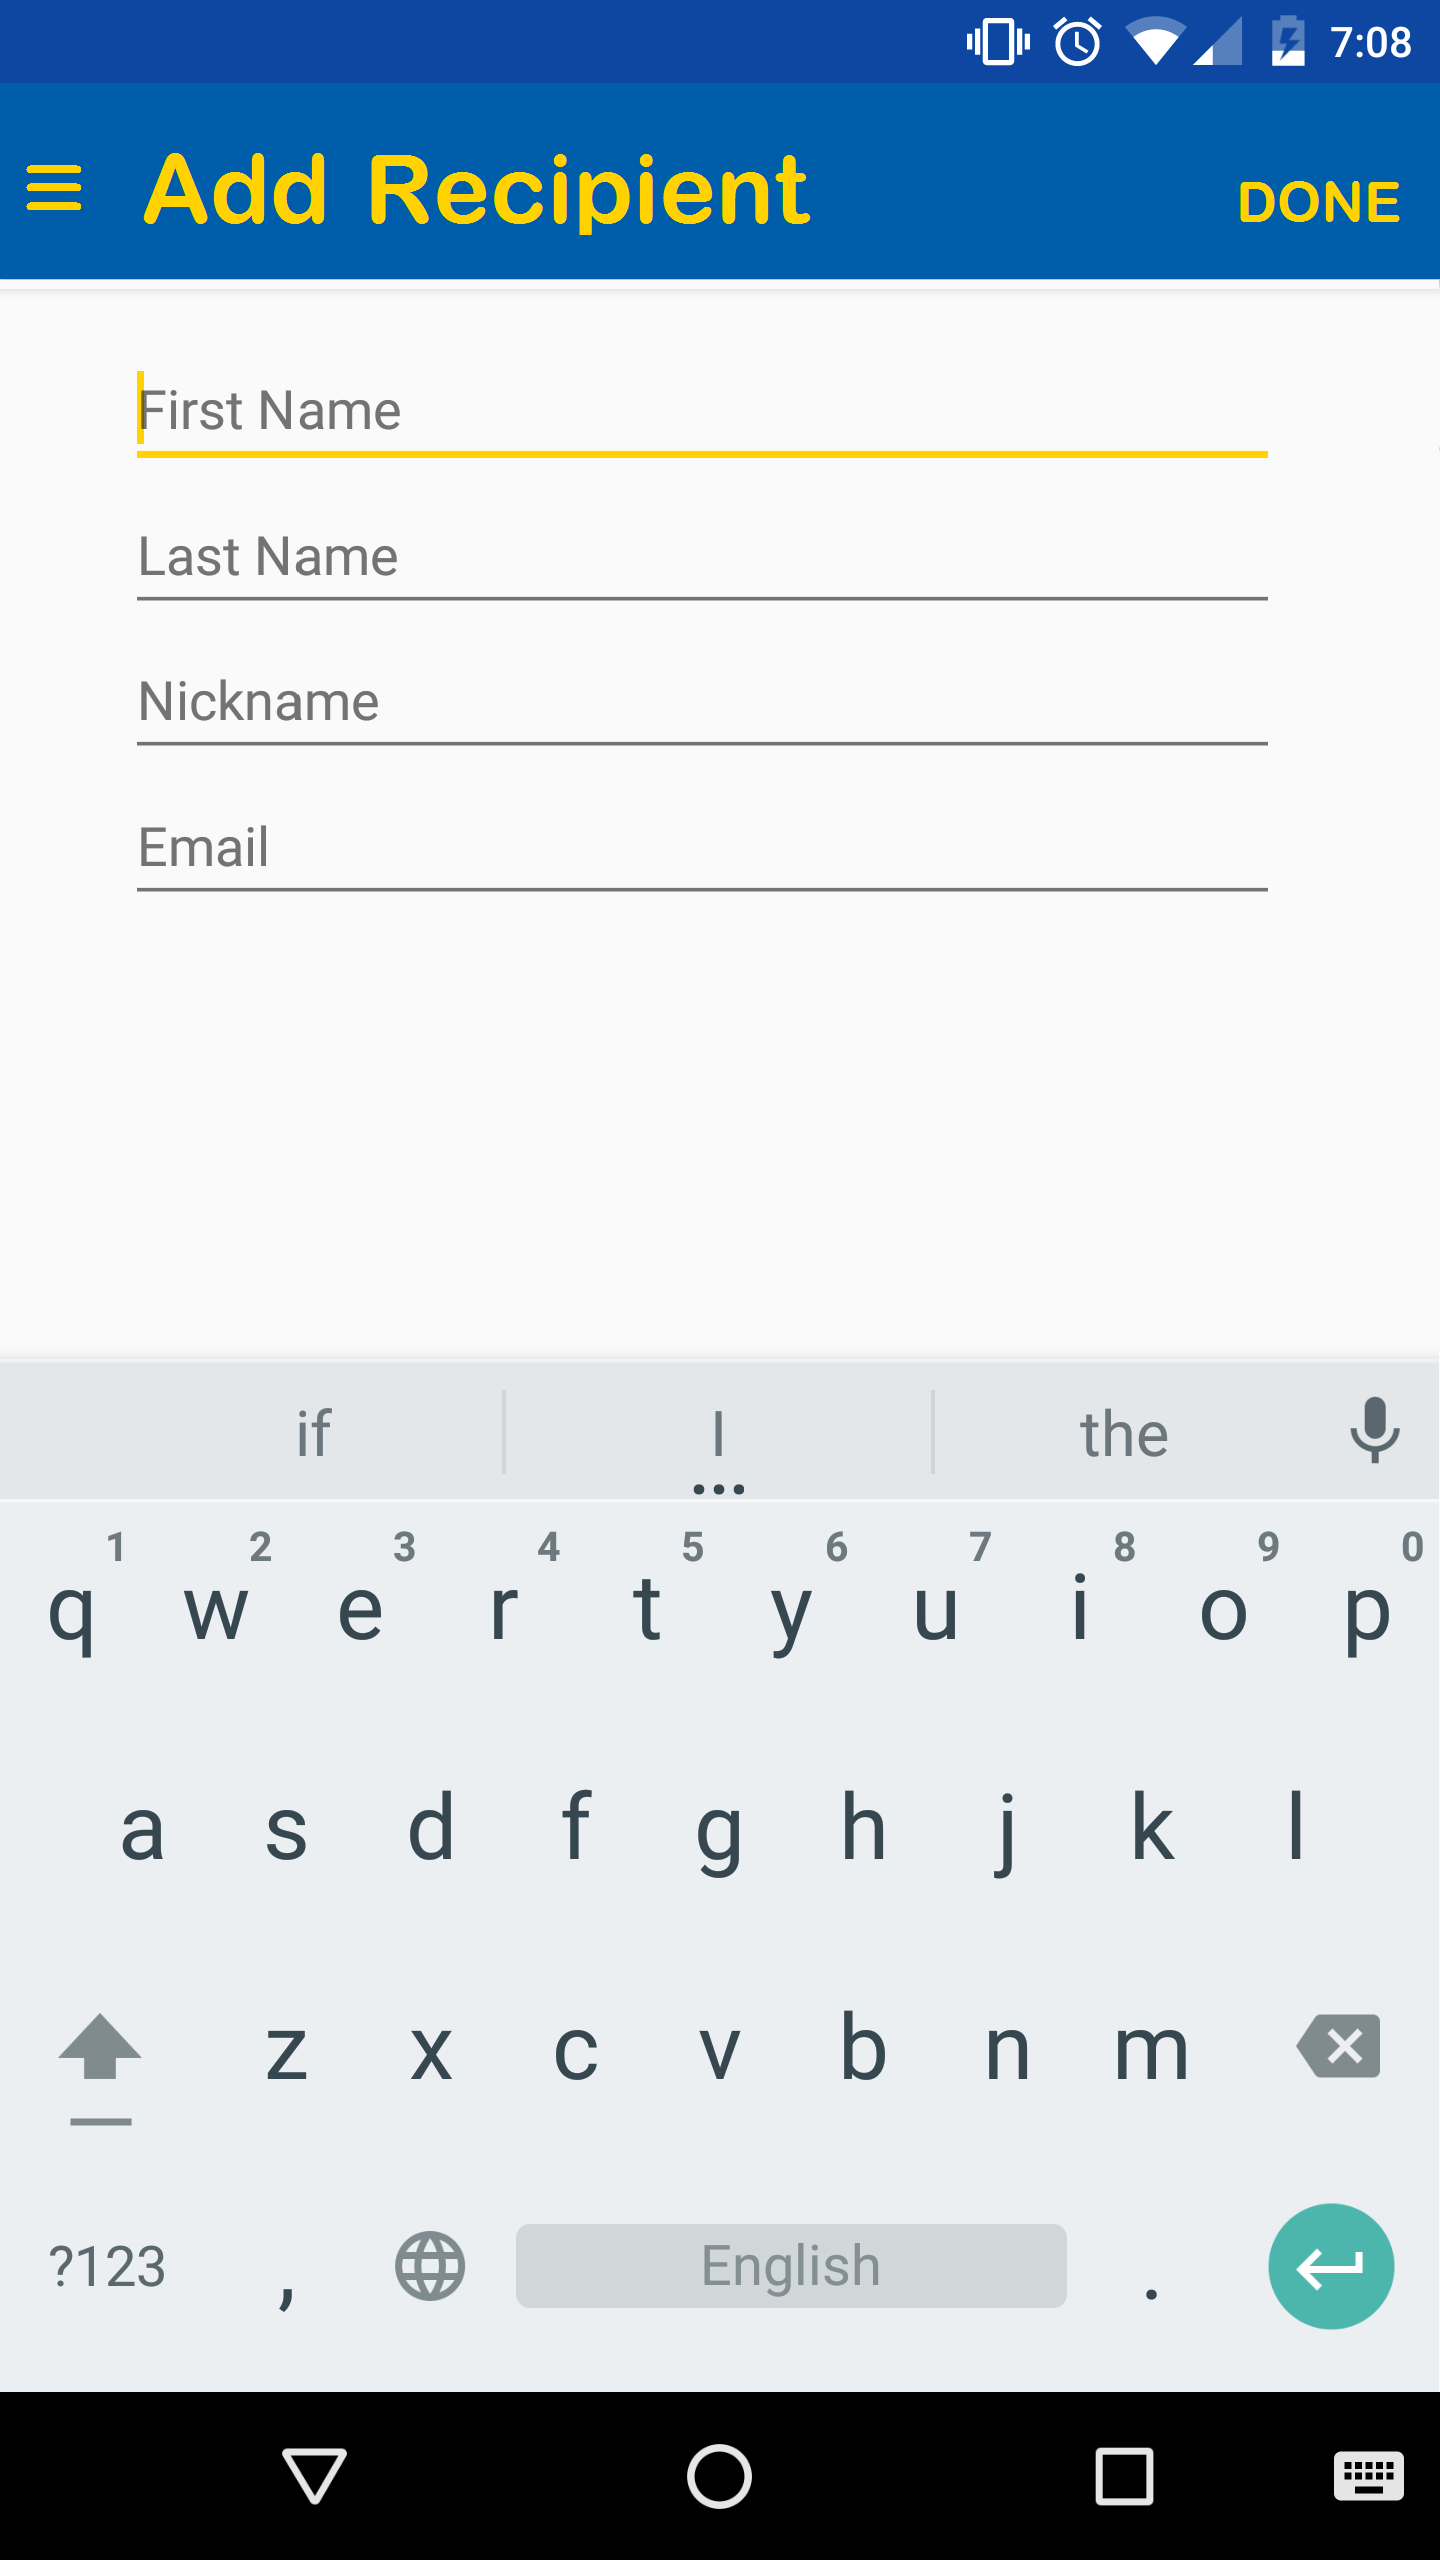 7:08
Add Recipient
DONE
First Name
Last Name
Nickname
Email
if I the
1 2 3 4 5 6 7 8 9 0
q w e r t y u i o p
a s d f g h j k l
z x c v b n m
?123 , English .